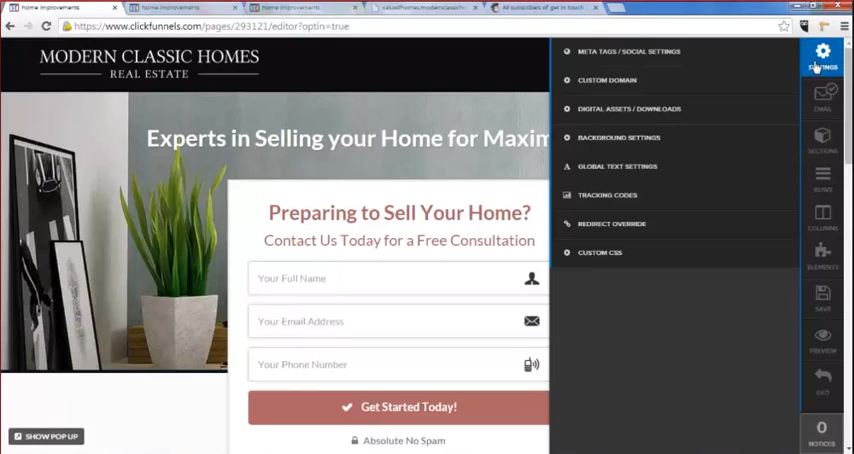 home improvements
home improvements
home improvements
All subscribers of get in touch
https://www.clickfunnels.com/pages/293121/editor?optin=true
MODERN CLASSIC HOMES
REAL ESTATE
Experts in Selling your Home for Maxim
Preparing to Sell Your Home?
Contact Us Today for a Free Consultation
Your Full Name
Your Email Address
Your Phone Number
Get Started Today!
Absolute No Spam
SHOW POP UP
META TAGS / SOCIAL SETTINGS
CUSTOM DOMAIN
DIGITAL ASSETS / DOWNLOADS
BACKGROUND SETTINGS
GLOBAL TEXT SETTINGS
TRACKING CODES
REDIRECT OVERRIDE
CUSTOM CSS
SETTINGS
EMAIL
SECTIONS
ROWS
COLUMNS
ELEMENTS
SAVE
PREVIEW
EXIT
0
NOTICES